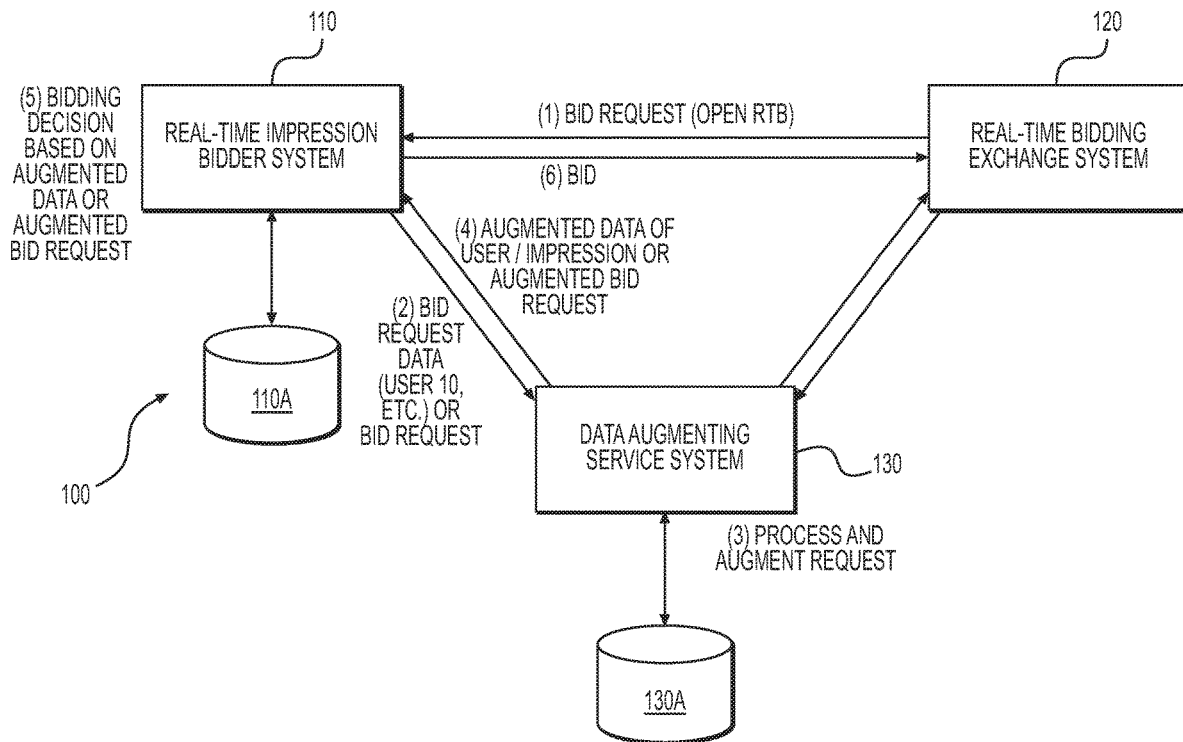 110
120
(5) BIDDING
DECISION
BASED ON
AUGMENTED
DATA OR
AUGMENTED
BID REQUEST
REAL-TIME IMPRESSION
BIDDER SYSTEM
(1) BID REQUEST (OPEN RTB)
(6) BID
REAL-TIME BIDDING
EXCHANGE SYSTEM
(4) AUGMENTED DATA OF
USER / IMPRESSION OR
AUGMENTED BID
REQUEST
(2) BID
REQUEST
DATA
(USER 10,
ETC.) OR
BID REQUEST
110A
100
DATA AUGMENTING
SERVICE SYSTEM
130
(3) PROCESS AND
AUGMENT REQUEST
130A